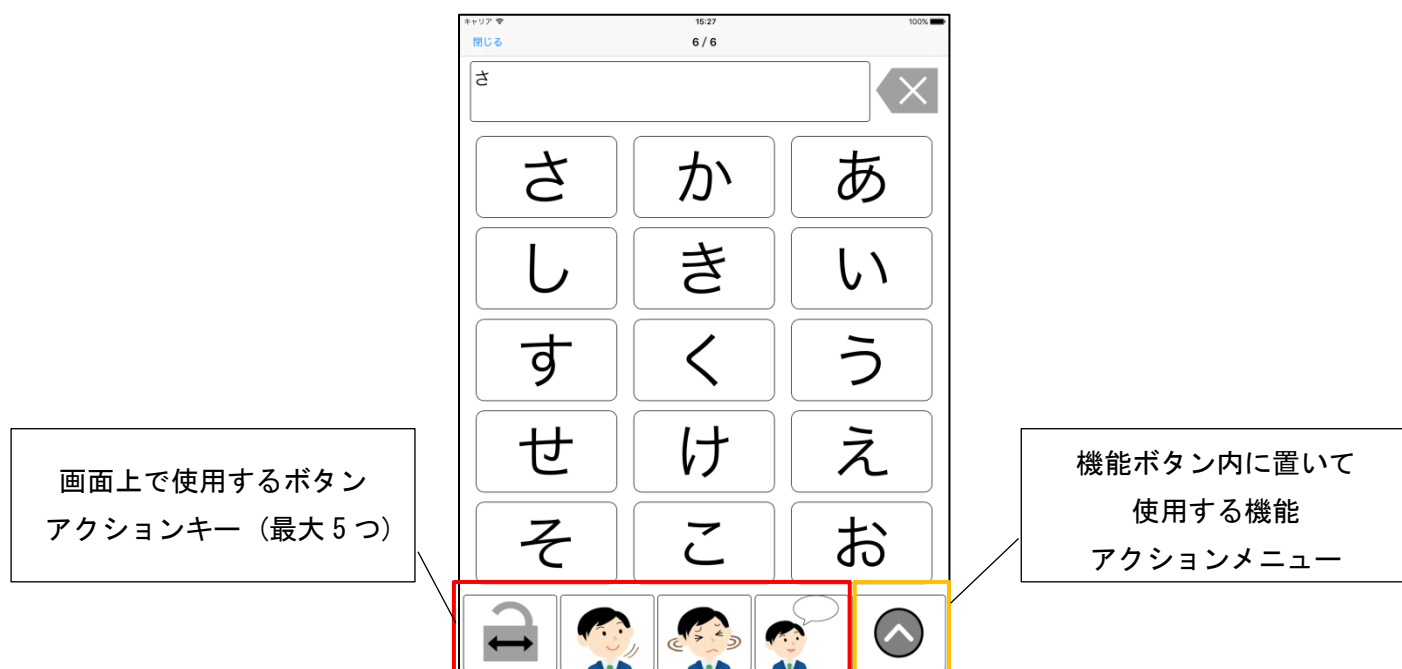 キャリア 15:27 100%
閉じる 6 / 6
さ
さ か あ
し き い
す く う
せ け え
そ こ お
画面上で使用するボタン
アクションキー（最大5つ）
機能ボタン内に置いて
使用する機能
アクションメニュー